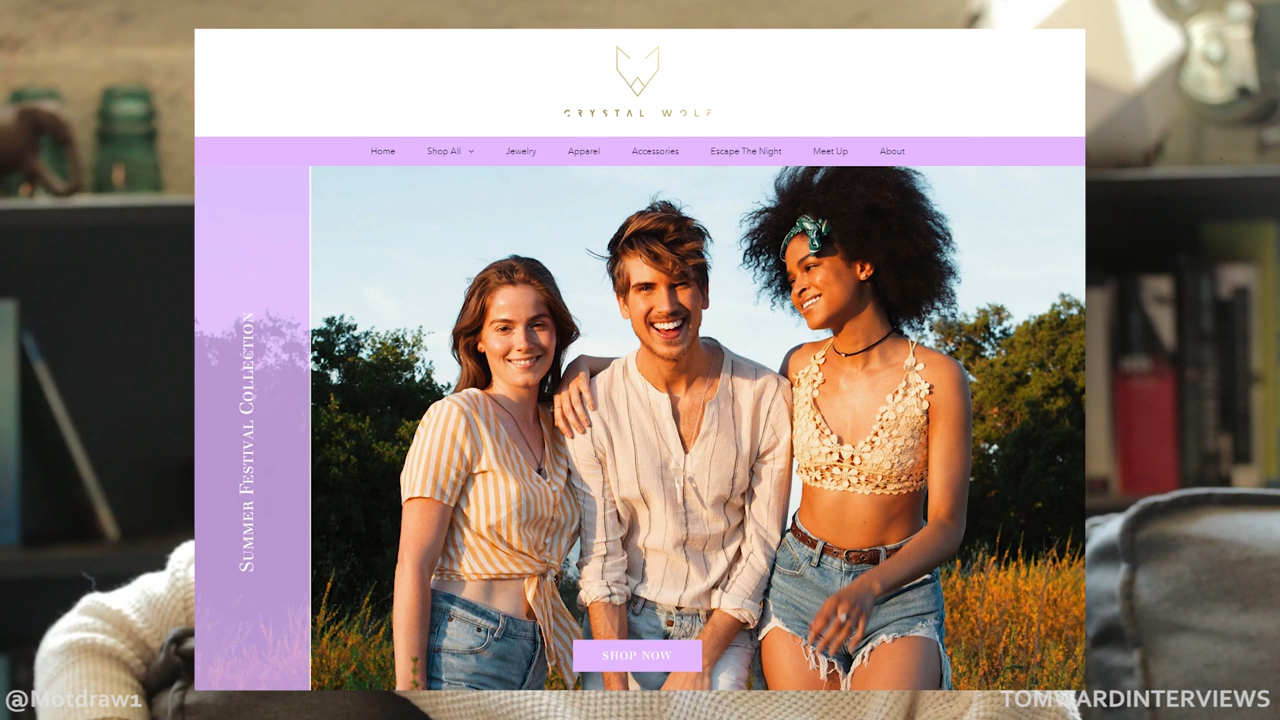 CRYSTAL WOLF
Home Shop All Jewelry Apparel Accessories Escape The Night Meet Up About
Summer Festival Collection
SHOP NOW
@Motdraw1
TOMWARDINTERVIEWS